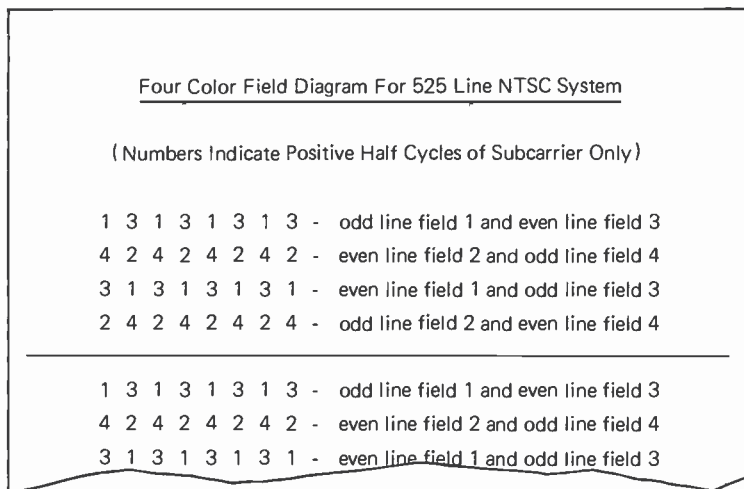 Four Color Field Diagram For 525 Line NTSC System
(Numbers Indicate Positive Half Cycles of Subcarrier Only)
1 3 1 3 1 3 1 3 - odd line field 1 and even line field 3
4 2 4 2 4 2 4 2 - even line field 2 and odd line field 4
3 1 3 1 3 1 3 1 - even line field 1 and odd line field 3
2 4 2 4 2 4 2 4 - odd line field 2 and even line field 4
1 3 1 3 1 3 1 3 - odd line field 1 and even line field 3
4 2 4 2 4 2 4 2 - even line field 2 and odd line field 4
3 1 3 1 3 1 3 1 - even line field 1 and odd line field 3